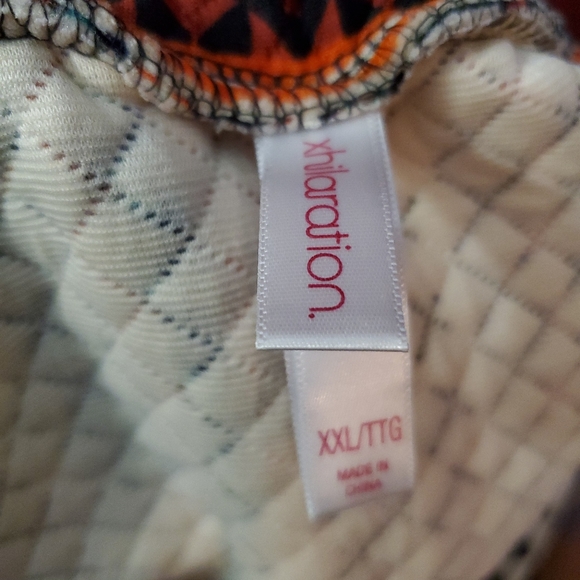 xhilaration.
XXL/TTG
MADE IN
CHINA